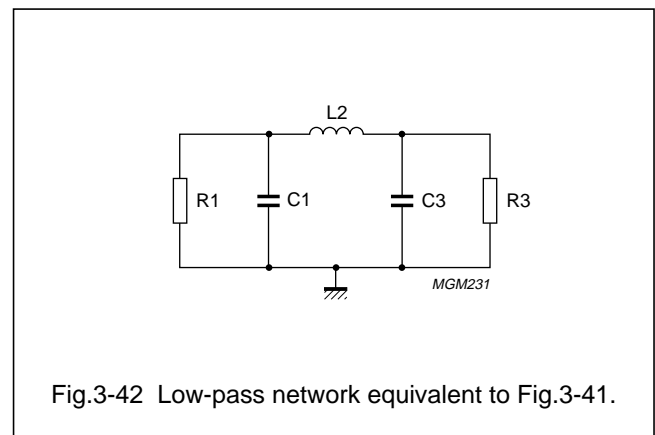 L2
R1
C1
C3
R3
MGM231
Fig.3-42 Low-pass network equivalent to Fig.3-41.